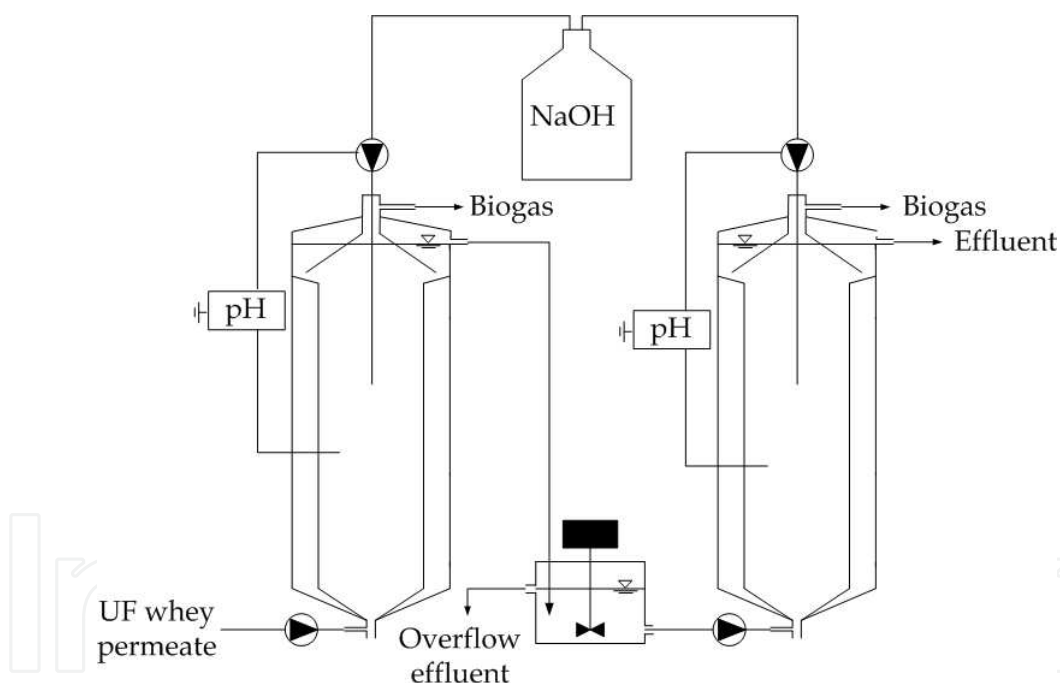 NaOH
Biogas
Biogas
Effluent
pH
pH
UF whey
permeate
Overflow
effluent